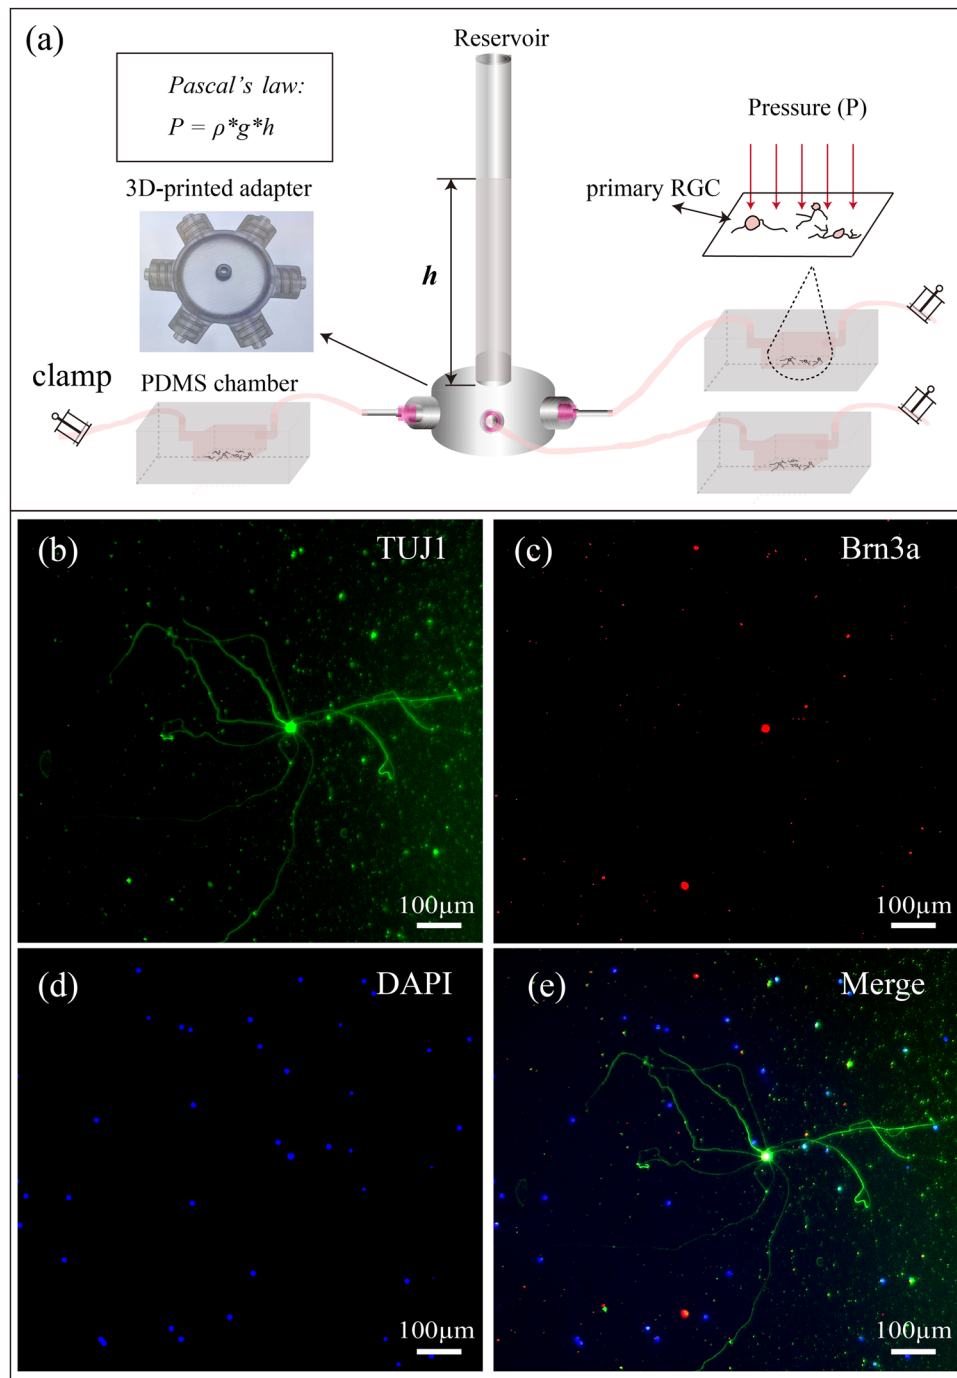 (a)
Reservoir
Pascal's law:
P = ρ*g*h
Pressure (P)
3D-printed adapter
primary RGC
h
clamp
PDMS chamber
(b)
TUJ1
100μm
(c)
Brn3a
100μm
(d)
DAPI
100μm
(e)
Merge
100μm